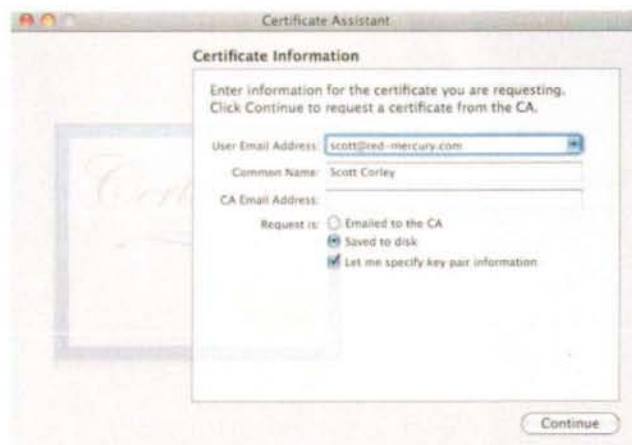 Certificate Assistant
Certificate Information
Enter information for the certificate you are requesting.
Click Continue to request a certificate from the CA.
User Email Address: scott@red-mercury.com
Common Name: Scott Corley
CA Email Address:
Request is: Emailed to the CA
Saved to disk
Let me specify key pair information
Continue